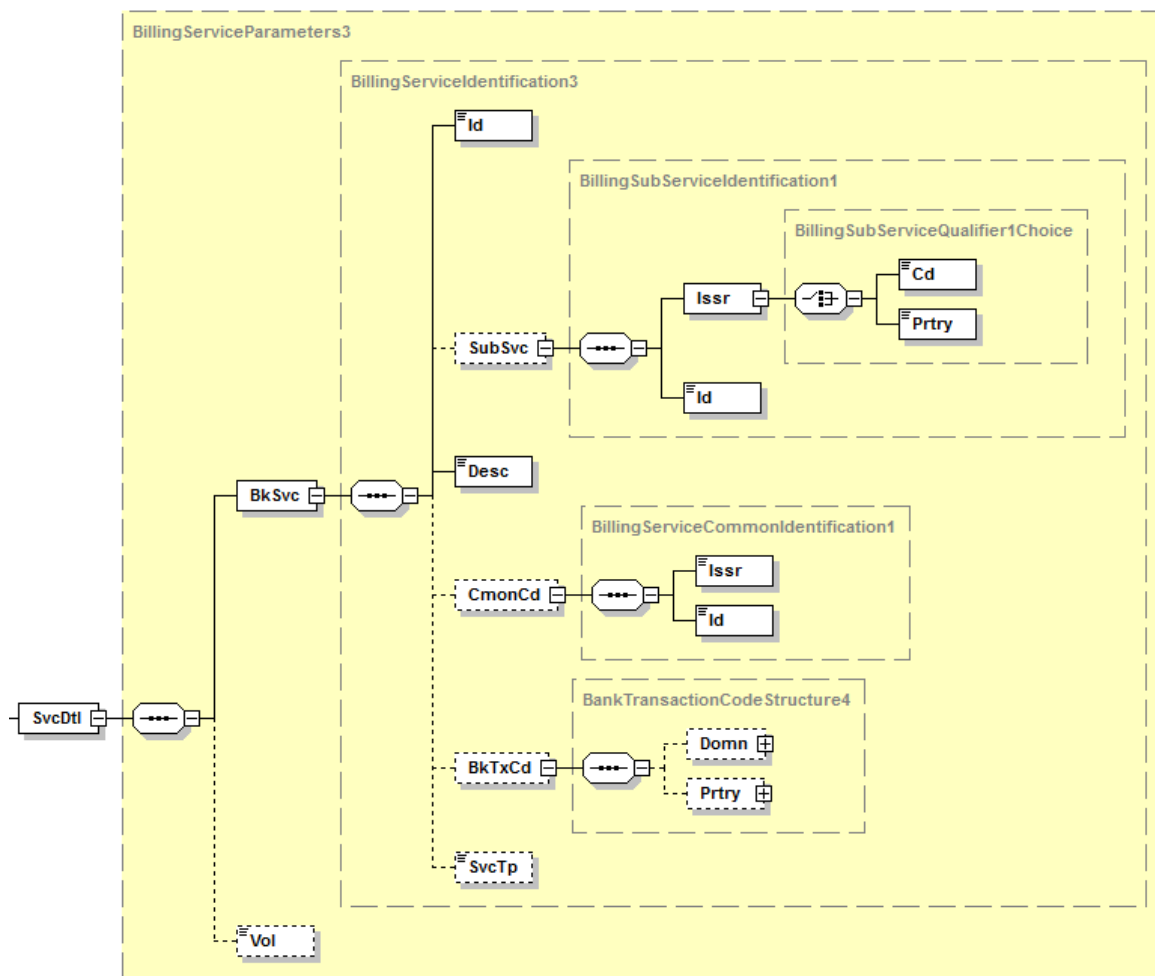 BillingServiceParameters3
BillingServiceIdentification3
Id
BillingSubServiceIdentification1
BillingSubServiceQualifier1Choice
Cd
Issr
Prtry
SubSvc
Id
Desc
BkSvc
BillingServiceCommonIdentification1
Issr
CmonCd
Id
BankTransactionCodeStructure4
SvcDtl
Domn
BkTxCd
Prtry
SvcTp
Vol